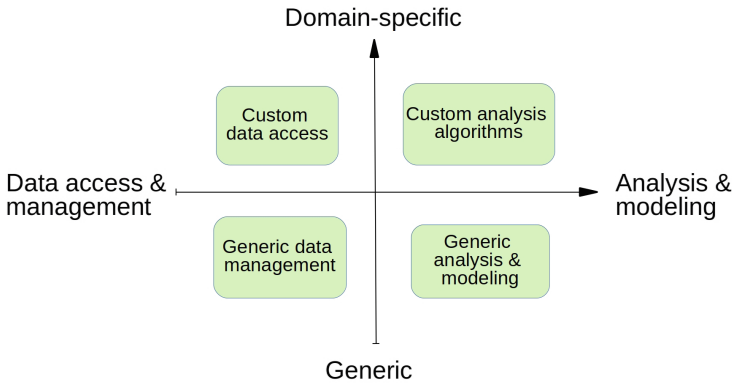 Domain-specific
Custom
data access
Custom analysis
algorithms
Data access &
management
Analysis &
modeling
Generic data
management
Generic
analysis &
modeling
Generic